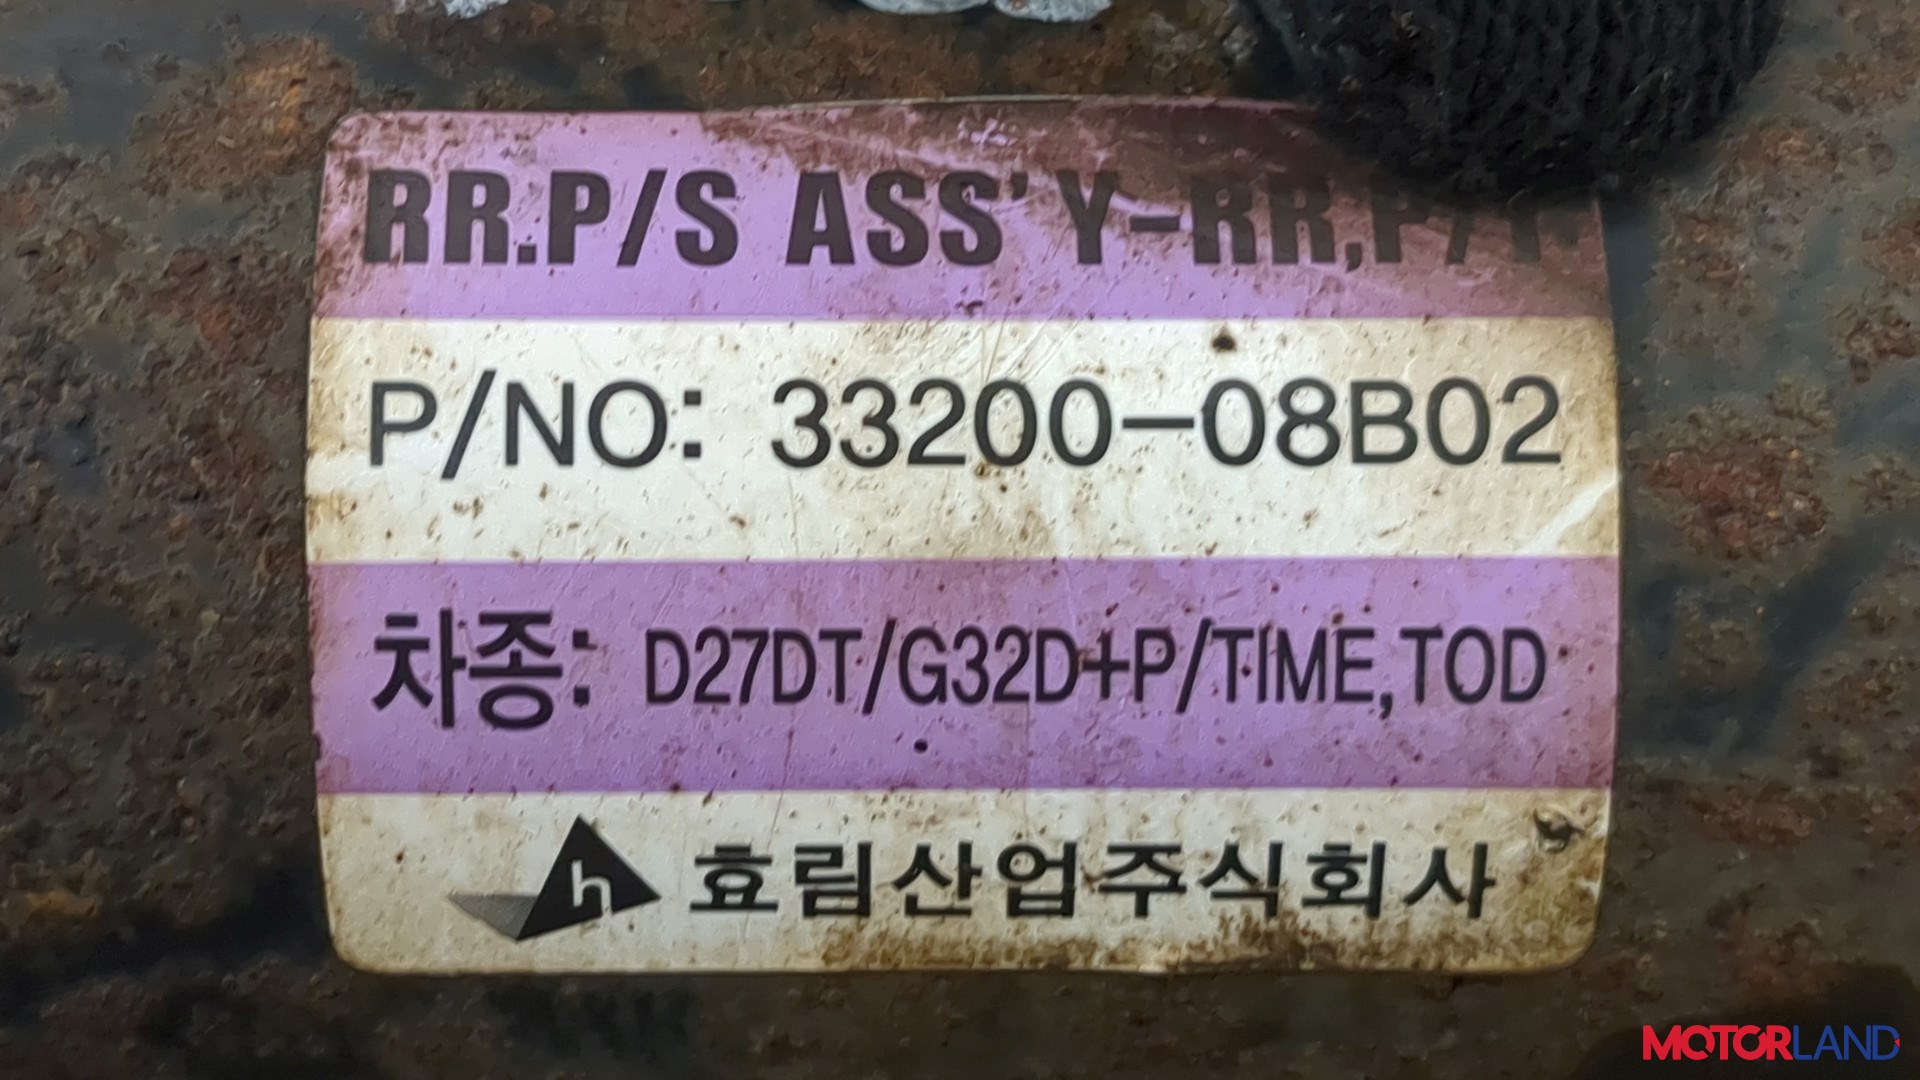 RR.P/S ASS'Y-RR,P/T
P/NO: 33200-08B02
차종: D27DT/G32D+P/TIME,TOD
h 효림산업주식회사
MOTORLAND